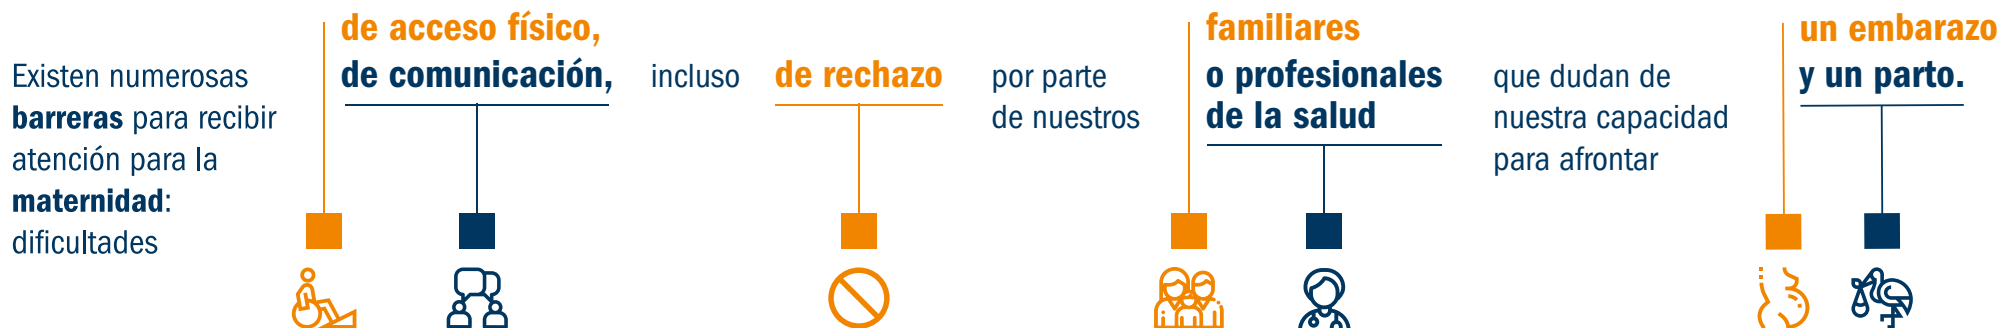 Existen numerosas
barreras para recibir
atención para la
maternidad:
dificultades
de acceso físico,
de comunicación,
incluso
de rechazo
por parte
de nuestros
familiares
o profesionales
de la salud
que dudan de
nuestra capacidad
para afrontar
un embarazo
y un parto.